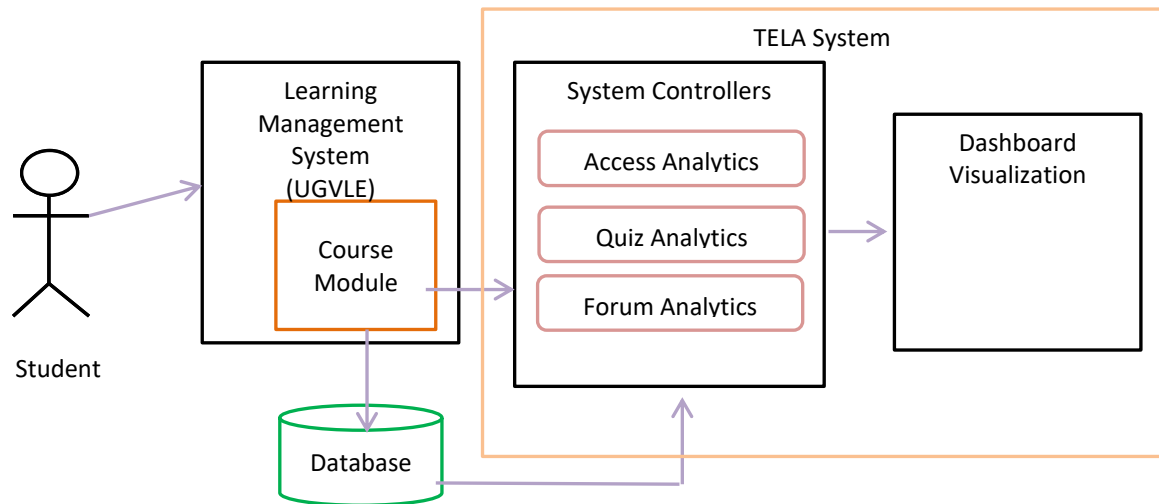 TELA System
Learning
Management
System
(UGVLE)
Course
Module
System Controllers
Access Analytics
Quiz Analytics
Forum Analytics
Dashboard
Visualization
Student
Database